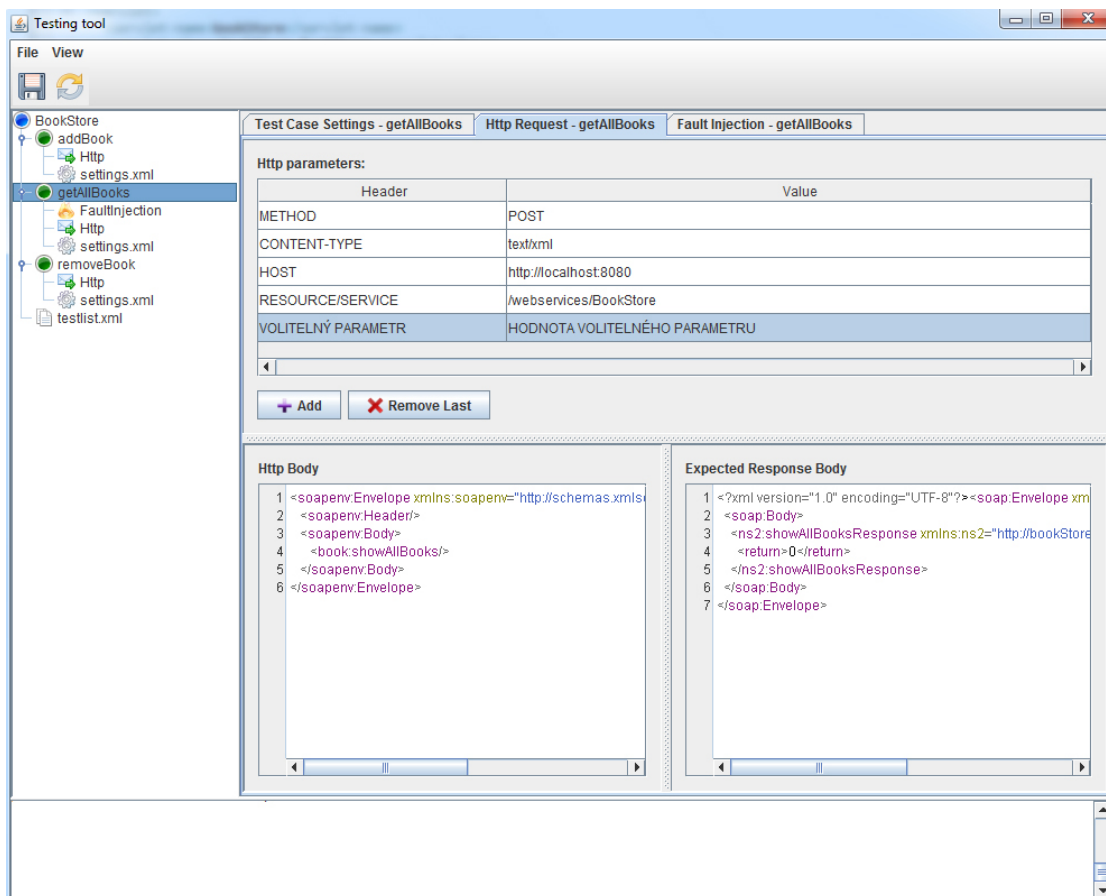 Testing tool
File View
BookStore
addBook
Http
settings.xml
getAllBooks
FaultInjection
Http
settings.xml
removeBook
Http
settings.xml
testlist.xml
Test Case Settings - getAllBooks Http Request - getAllBooks Fault Injection - getAllBooks
Http parameters:
Header Value
METHOD POST
CONTENT-TYPE text/xml
HOST http://localhost:8080
RESOURCE/SERVICE /webservices/BookStore
VOLITELNÝ PARAMETR HODNOTA VOLITELNÉHO PARAMETRU
Add Remove Last
Http Body
1 <soapenv:Envelope xmlns:soapenv="http://schemas.xmls
2 <soapenv:Header/>
3 <soapenv:Body>
4 <book:showAllBooks/>
5 </soapenv:Body>
6 </soapenv:Envelope>
Expected Response Body
1 <?xml version="1.0" encoding="UTF-8"?><soap:Envelope xm
2 <soap:Body>
3 <ns2:showAllBooksResponse xmlns:ns2="http://bookStore
4 <return>0</return>
5 </ns2:showAllBooksResponse>
6 </soap:Body>
7 </soap:Envelope>